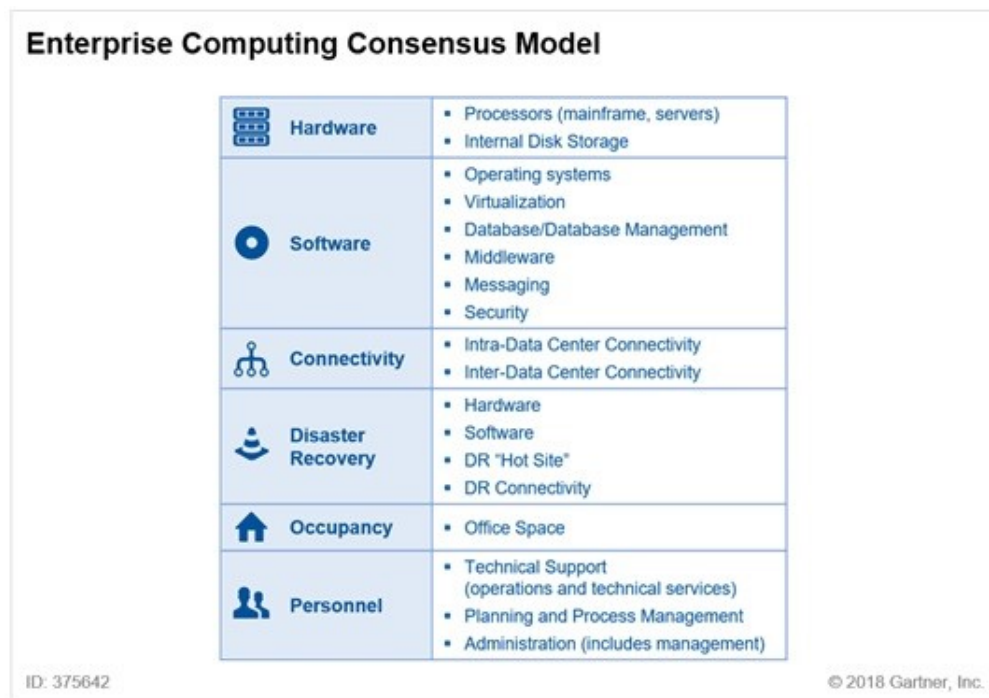 Enterprise Computing Consensus Model
Hardware
▪ Processors (mainframe, servers)
▪ Internal Disk Storage
Software
▪ Operating systems
▪ Virtualization
▪ Database/Database Management
▪ Middleware
▪ Messaging
▪ Security
Connectivity
▪ Intra-Data Center Connectivity
▪ Inter-Data Center Connectivity
Disaster
Recovery
▪ Hardware
▪ Software
▪ DR "Hot Site"
▪ DR Connectivity
Occupancy
▪ Office Space
Personnel
▪ Technical Support
(operations and technical services)
▪ Planning and Process Management
▪ Administration (includes management)
ID: 375642
© 2018 Gartner, Inc.